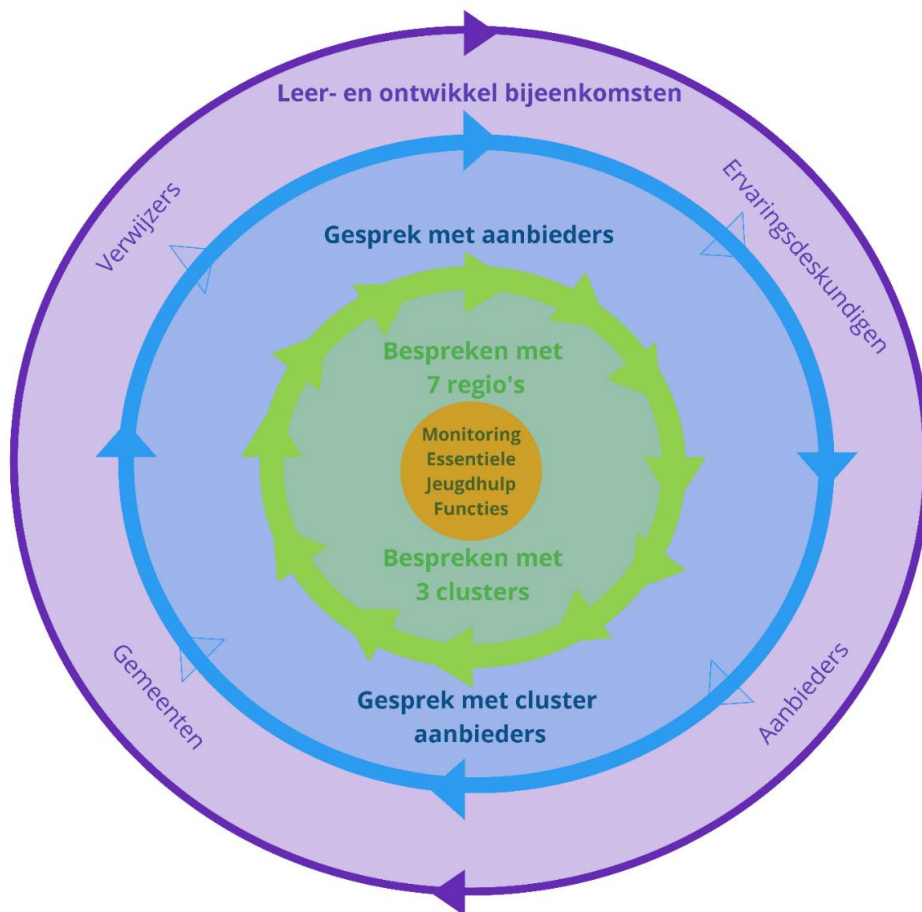 Leer- en ontwikkel bijeenkomsten
Verwijzers
Ervaringsdeskundigen
Gesprek met aanbieders
Bespreken met
7 regio's
Monitoring
Essentiele
Jeugdhulp
Functies
Bespreken met
3 clusters
Gemeenten
Aanbieders
Gesprek met cluster
aanbieders